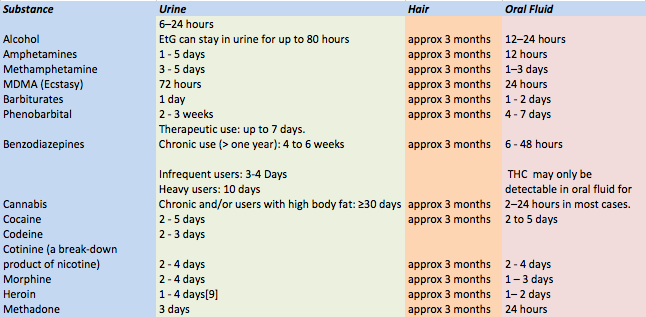 Substance Urine Hair Oral Fluid
6–24 hours
Alcohol EtG can stay in urine for up to 80 hours approx 3 months 12–24 hours
Amphetamines 1 - 5 days approx 3 months 12 hours
Methamphetamine 3 - 5 days approx 3 months 1–3 days
MDMA (Ecstasy) 72 hours approx 3 months 24 hours
Barbiturates 1 day approx 3 months 1 - 2 days
Phenobarbital 2 - 3 weeks approx 3 months 4 - 7 days
Therapeutic use: up to 7 days.
Benzodiazepines Chronic use (> one year): 4 to 6 weeks approx 3 months 6 - 48 hours
Infrequent users: 3-4 Days THC may only be
Heavy users: 10 days detectable in oral fluid for
Cannabis Chronic and/or users with high body fat: ≥30 days approx 3 months 2–24 hours in most cases.
Cocaine 2 - 5 days approx 3 months 2 to 5 days
Codeine 2 - 3 days
Cotinine (a break-down
product of nicotine) 2 - 4 days approx 3 months 2 - 4 days
Morphine 2 - 4 days approx 3 months 1 – 3 days
Heroin 1 - 4 days[9] approx 3 months 1– 2 days
Methadone 3 days approx 3 months 24 hours